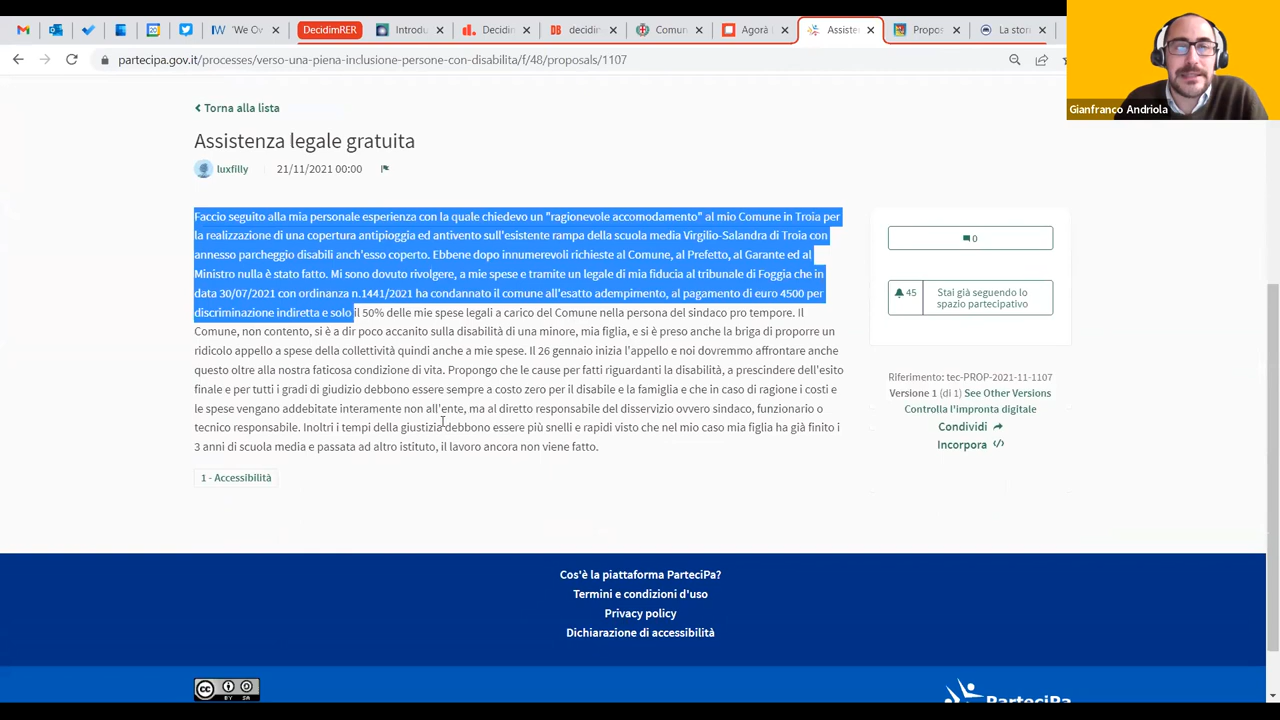 'We Ov
DecidimRER
Introdu
Decidin
decidin
Comun
Agorà
Assiste
Propos
La stori
partecipa.gov.it/processes/verso-una-piena-inclusione-persone-con-disabilita/f/48/proposals/1107
Gianfranco Andriola
Torna alla lista
Assistenza legale gratuita
luxfilly 21/11/2021 00:00
Faccio seguito alla mia personale esperienza con la quale chiedevo un "ragionevole accomodamento" al mio Comune in Troia per
la realizzazione di una copertura antipioggia ed antivento sull'esistente rampa della scuola media Virgilio-Salandra di Troia con
annesso parcheggio disabili anch'esso coperto. Ebbene dopo innumerevoli richieste al Comune, al Prefetto, al Garante ed al
Ministro nulla è stato fatto. Mi sono dovuto rivolgere, a mie spese e tramite un legale di mia fiducia al tribunale di Foggia che in
data 30/07/2021 con ordinanza n.1441/2021 ha condannato il comune all'esatto adempimento, al pagamento di euro 4500 per
discriminazione indiretta e solo il 50% delle mie spese legali a carico del Comune nella persona del sindaco pro tempore. Il
Comune, non contento, si è a dir poco accanito sulla disabilità di una minore, mia figlia, e si è preso anche la briga di proporre un
ridicolo appello a spese della collettività quindi anche a mie spese. Il 26 gennaio inizia l'appello e noi dovremmo affrontare anche
questo oltre alla nostra faticosa condizione di vita. Propongo che le cause per fatti riguardanti la disabilità, a prescindere dell'esito
finale e per tutti i gradi di giudizio debbono essere sempre a costo zero per il disabile e la famiglia e che in caso di ragione i costi e
le spese vengano addebitate interamente non all'ente, ma al diretto responsabile del disservizio ovvero sindaco, funzionario o
tecnico responsabile. Inoltri i tempi della giustizia debbono essere più snelli e rapidi visto che nel mio caso mia figlia ha già finito i
3 anni di scuola media e passata ad altro istituto, il lavoro ancora non viene fatto.
1 - Accessibilità
0
45
Stai già seguendo lo
spazio partecipativo
Riferimento: tec-PROP-2021-11-1107
Versione 1 (di 1) See Other Versions
Controlla l'impronta digitale
Condividi
Incorpora
Cos'è la piattaforma ParteciPa?
Termini e condizioni d'uso
Privacy policy
Dichiarazione di accessibilità
CC
BY SA
ParteciPa